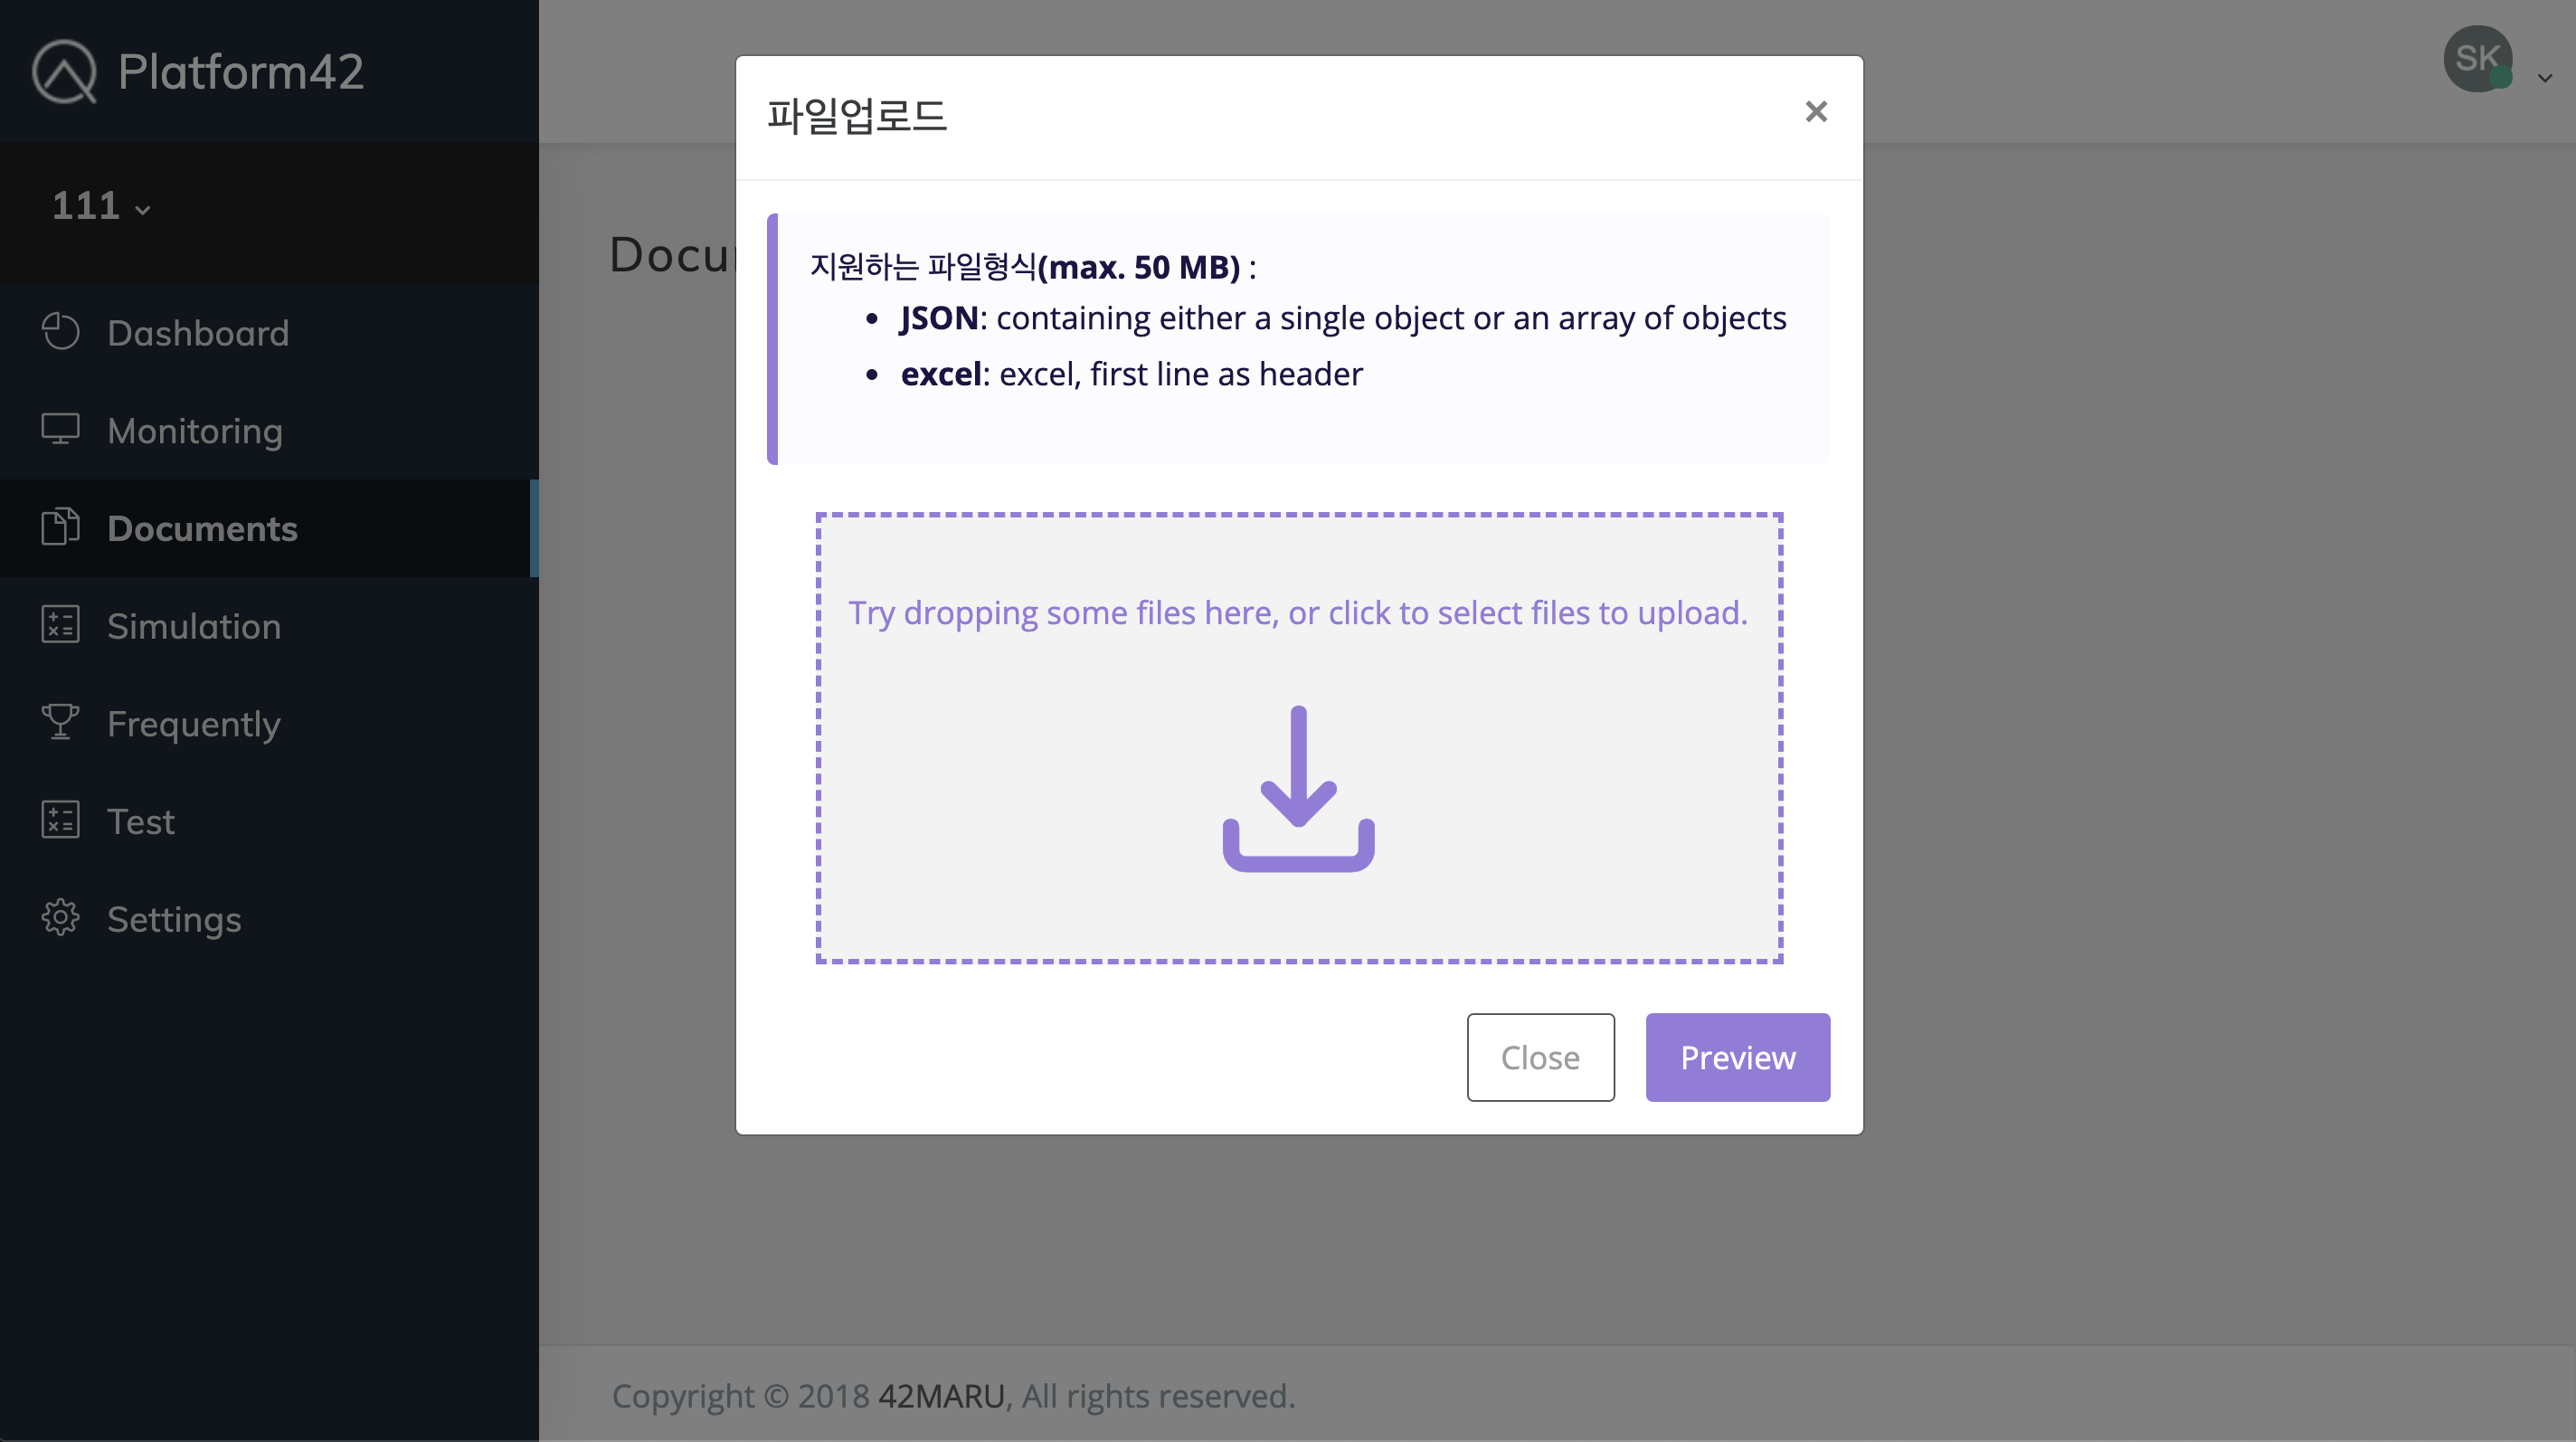 Platform42
SK
111
Dashboard
Monitoring
Documents
Simulation
Frequently
Test
Settings
Docu
파일업로드
×
지원하는 파일형식(max. 50 MB) :
• JSON: containing either a single object or an array of objects
• excel: excel, first line as header
Try dropping some files here, or click to select files to upload.
Close
Preview
Copyright © 2018 42MARU, All rights reserved.